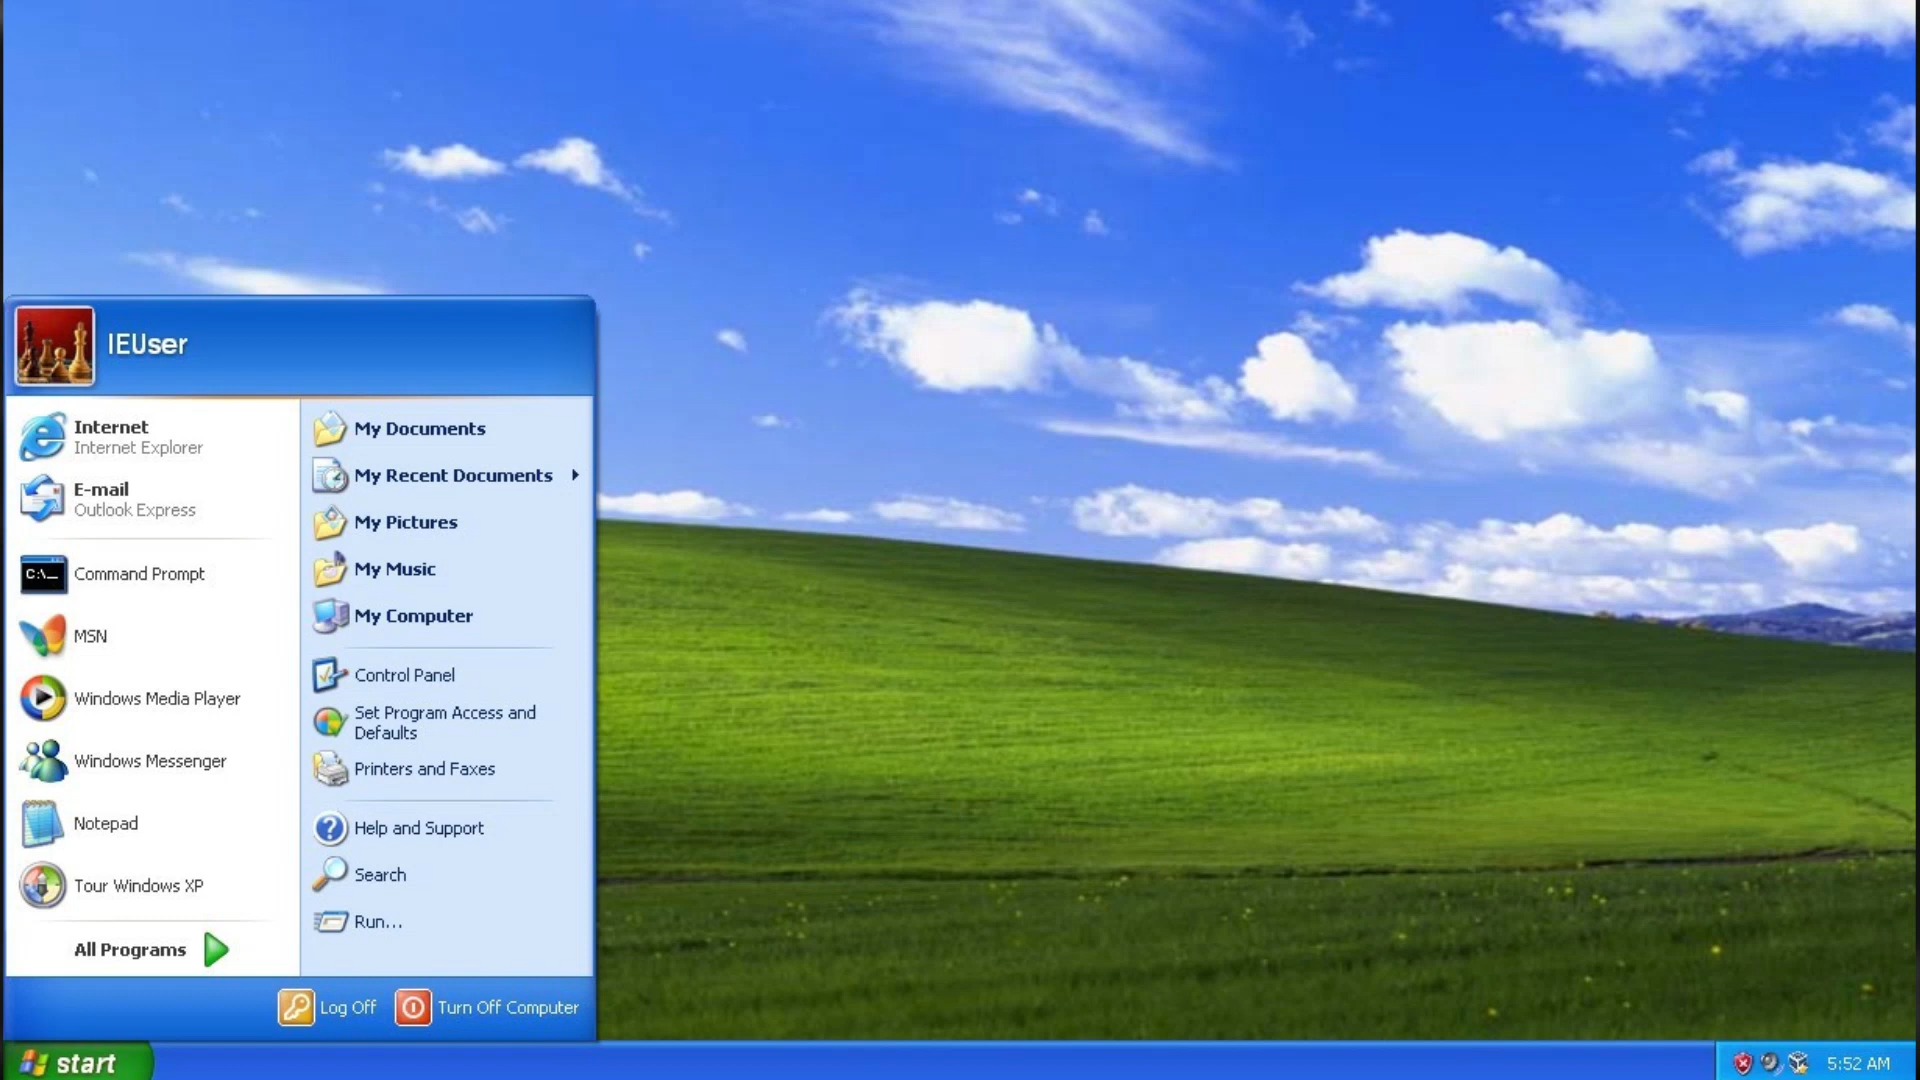 IEUser
Internet
Internet Explorer
E-mail
Outlook Express
C:\_
Command Prompt
MSN
Windows Media Player
Windows Messenger
Notepad
Tour Windows XP
All Programs
My Documents
My Recent Documents
My Pictures
My Music
My Computer
Control Panel
Set Program Access and
Defaults
Printers and Faxes
Help and Support
Search
Run...
Log Off
Turn Off Computer
start
5:52 AM